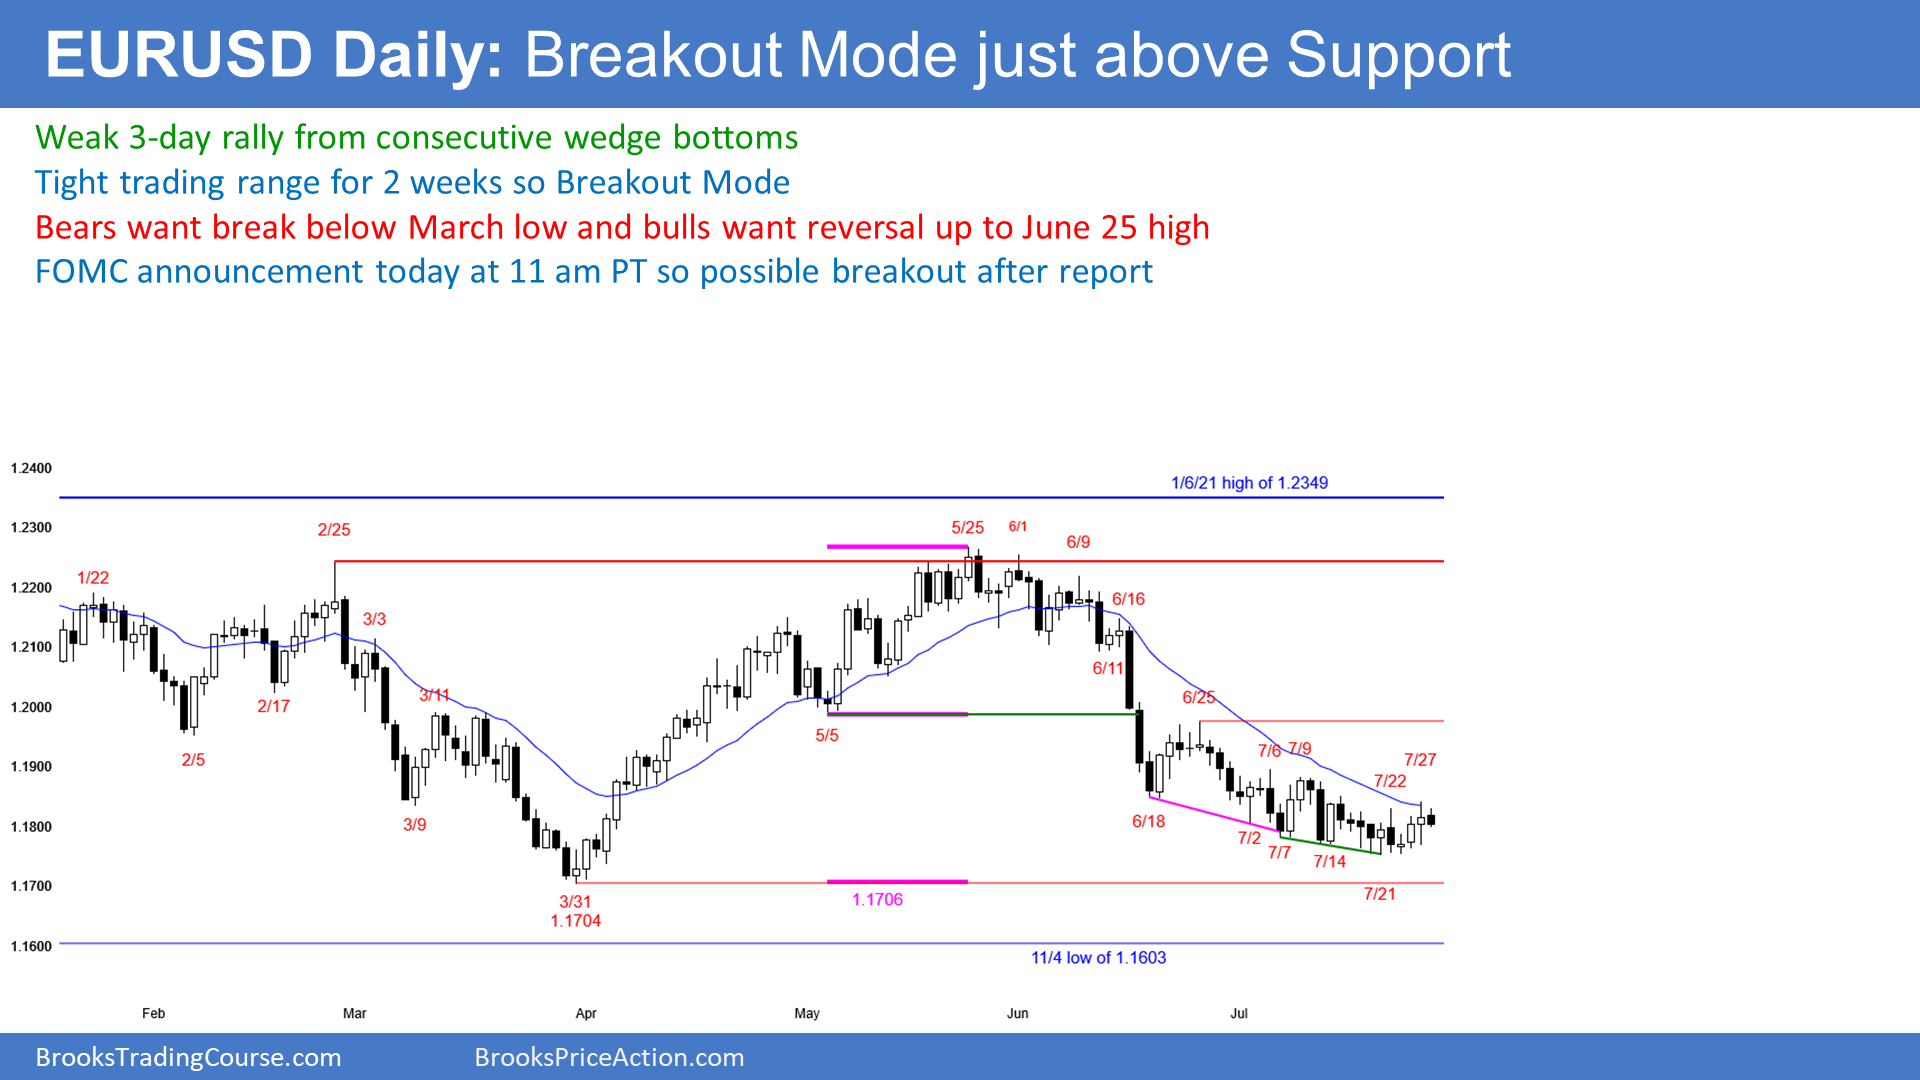 EURUSD Daily: Breakout Mode just above Support
Weak 3-day rally from consecutive wedge bottoms
Tight trading range for 2 weeks so Breakout Mode
Bears want break below March low and bulls want reversal up to June 25 high
FOMC announcement today at 11 am PT so possible breakout after report
1.2400
1/6/21 high of 1.2349
1.2300
2/25
5/25
6/1
6/9
1.2200
1/22
6/16
3/3
1.2100
6/11
3/11
6/25
2/17
1.2000
5/5
2/5
7/6
7/9
7/27
1.1900
7/22
3/9
6/18
1.1800
7/2
7/7
7/14
1.1700
7/21
3/31
1.1704
1.1706
1.1600
11/4 low of 1.1603
Feb
Mar
Apr
May
Jun
Jul
BrooksTradingCourse.com
BrooksPriceAction.com